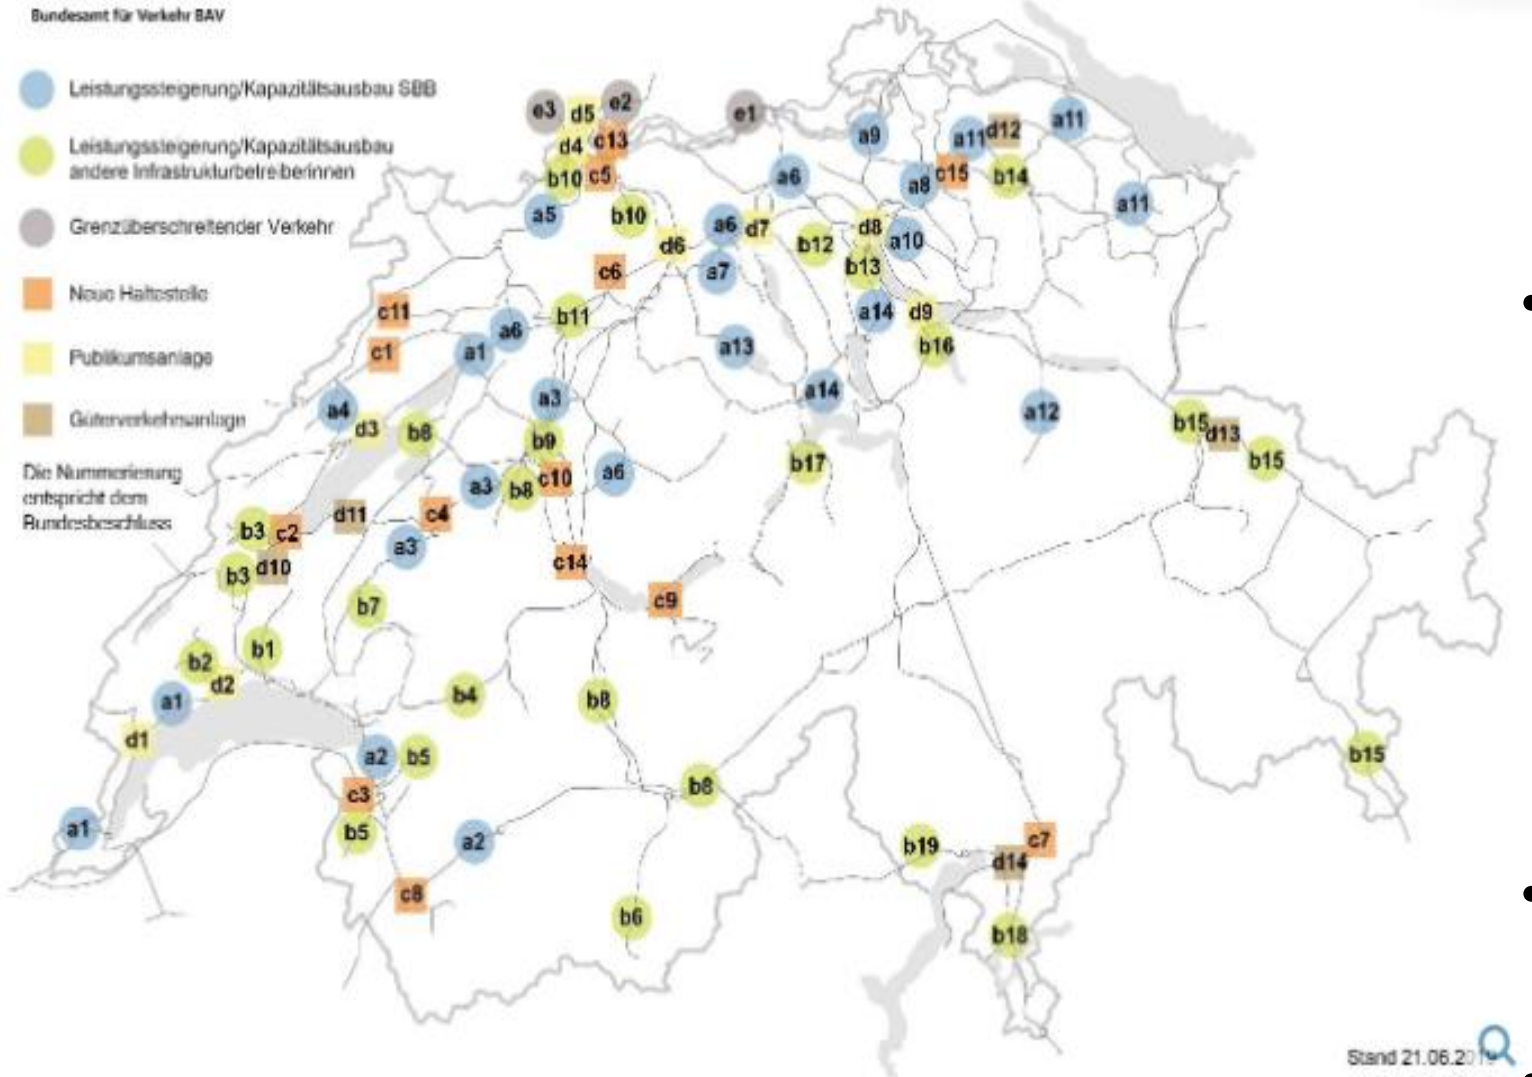 Bundesamt für Verkehr BAV
Leistungssteigerung/Kapazitätsausbau SBB
Leistungssteigerung/Kapazitätsausbau
andere Infrastrukturbetreiberinnen
Grenzüberschreitender Verkehr
Neue Haltestelle
Publikumsanlage
Güterverkehrsanlage
Die Nummerierung
entspricht dem
Bundesbeschluss
e3 d5 e2 e1
d4 c13 a9 a11 d12 a11
b10 c5 a6 a8 c15 b14
a5 b10 a6 d7 d8 a11
d6 b12 a10
c6 a7 b13
c11 a6 b11 a14 d9
c1 a1 a13 b16
a4 a3 a14 a12
d3 b8 b9 b15 d13
a3 b8 c10 a6 b17 b15
b3 c2 d11 c4
b3 d10 a3 c14
b7 c9
b2 b1
a1 d2 b4 b8
d1 a2 b5 b15
c3 b8
a1 b5 a2 b19 c7
d14
c8 b6
b18
Stand 21.06.2019